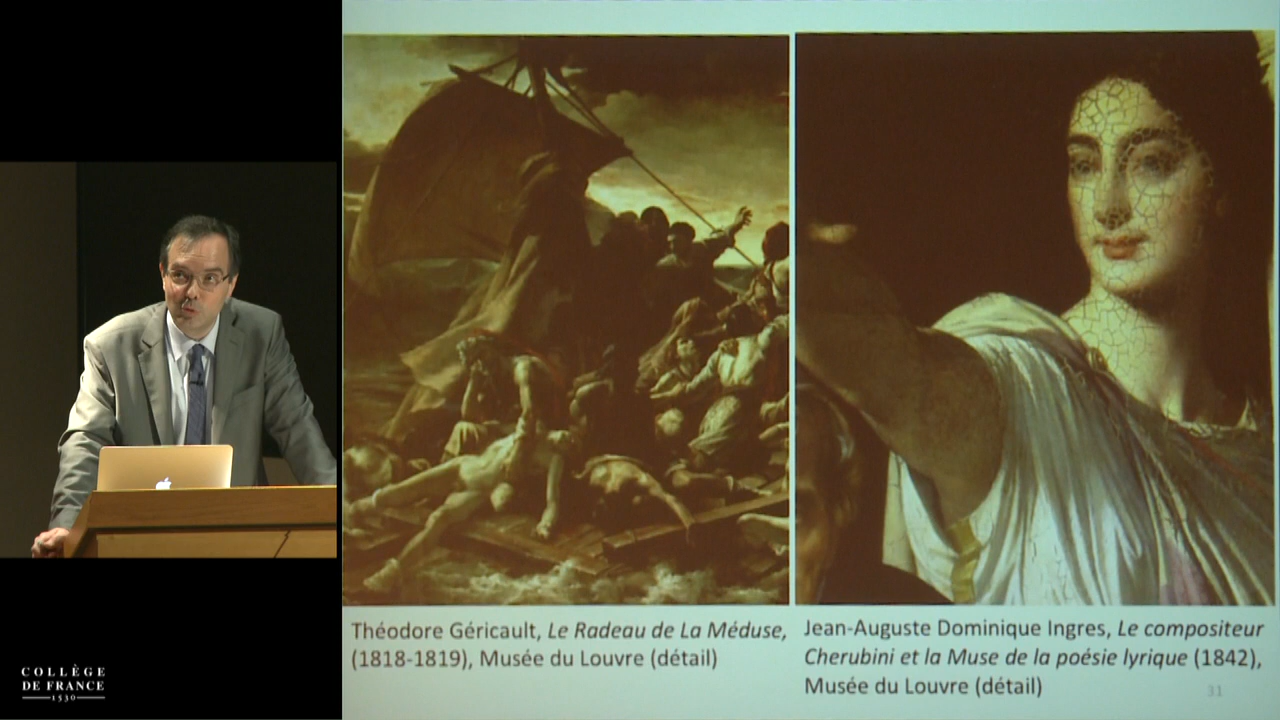 Théodore Géricault, Le Radeau de La Méduse,
(1818-1819), Musée du Louvre (détail)
Jean-Auguste Dominique Ingres, Le compositeur
Cherubini et la Muse de la poésie lyrique (1842),
Musée du Louvre (détail)
31
COLLÈGE
DE FRANCE
1530